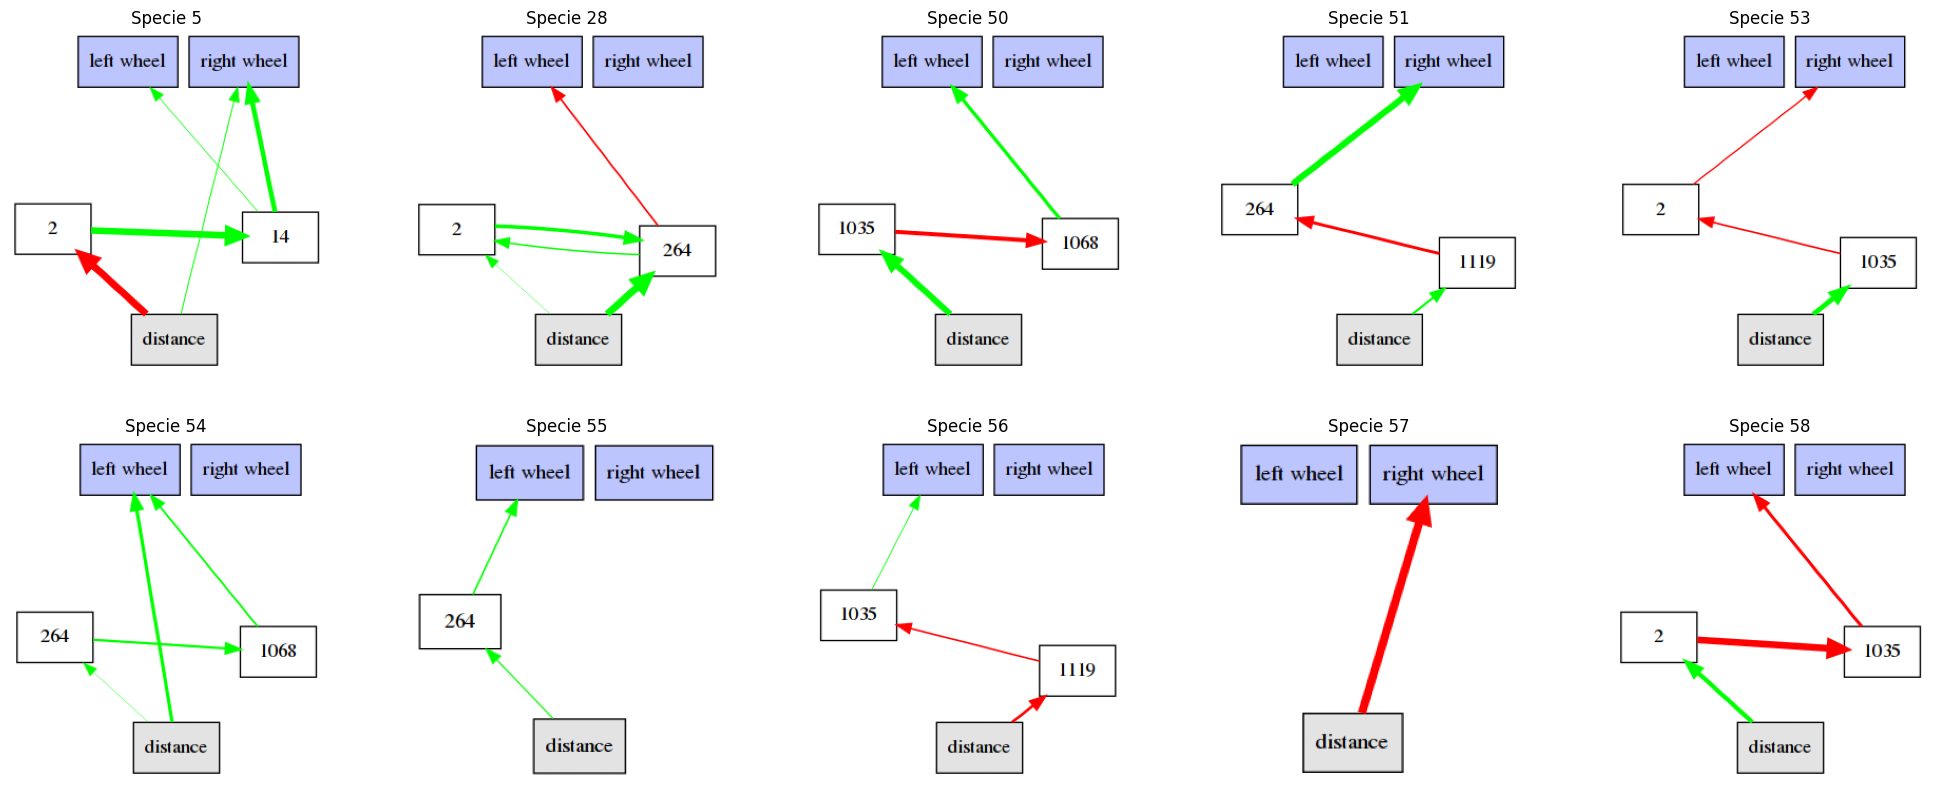 Specie 5
left wheel right wheel
2
14
distance
Specie 28
left wheel right wheel
2
264
distance
Specie 50
left wheel right wheel
1035
1068
distance
Specie 51
left wheel right wheel
264
1119
distance
Specie 53
left wheel right wheel
2
1035
distance
Specie 54
left wheel right wheel
264
1068
distance
Specie 55
left wheel right wheel
264
distance
Specie 56
left wheel right wheel
1035
1119
distance
Specie 57
left wheel right wheel
distance
Specie 58
left wheel right wheel
2
1035
distance